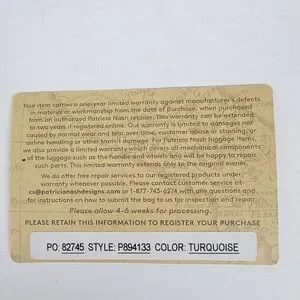 Your item carries a one-year limited warranty against manufacturer's defects
in material or workmanship from the date of purchase, when purchased
from an authorized Patricia Nash retailer. This warranty can be extended
to two years if registered online. Our warranty is limited to damages not
caused by normal wear and tear over time, customer abuse or staining, or
airline handling or other transit damage. For Patricia Nash luggage items,
we also provide a limited warranty which covers all mechanical components
of the luggage such as the handle and wheels and will be happy to repair
such parts. This limited warranty extends only to the original owner.
We do offer free repair services to our registered products under
warranty whenever possible. Please contact customer service at-
cs@patricianashdesigns.com or 1-877-743-6274 with any questions and
for instructions on how to submit the bag to us for inspection and repair.
Please allow 4-6 weeks for processing.
PLEASE RETAIN THIS INFORMATION TO REGISTER YOUR PURCHASE
PO: 82745 STYLE: P894133 COLOR: TURQUOISE